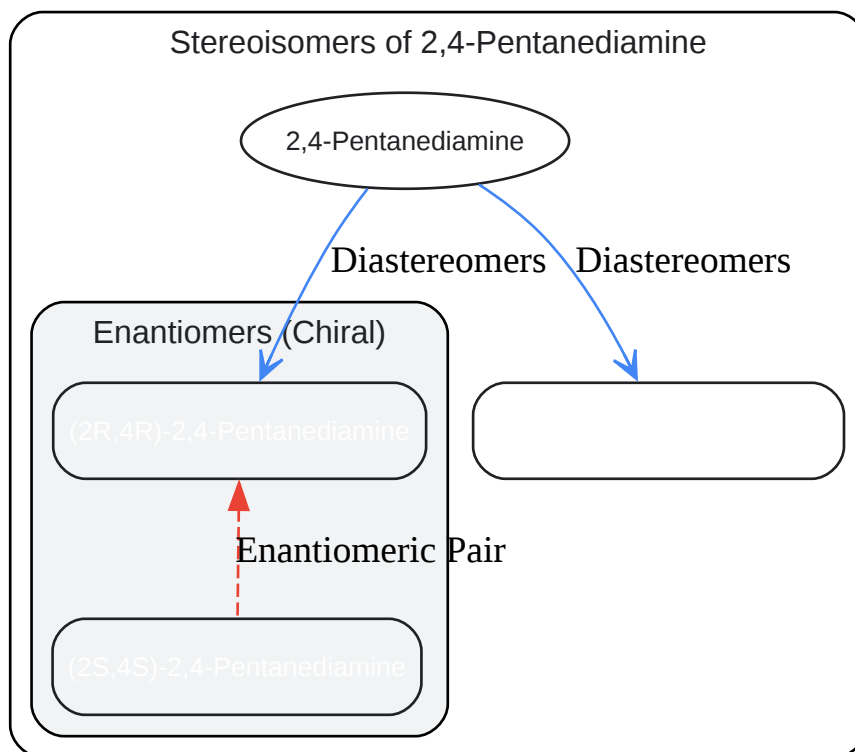 Stereoisomers of 2,4-Pentanediamine
2,4-Pentanediamine
Diastereomers
Diastereomers
Enantiomers (Chiral)
(2R,4R)-2,4-Pentanediamine
Enantiomeric Pair
(2S,4S)-2,4-Pentanediamine